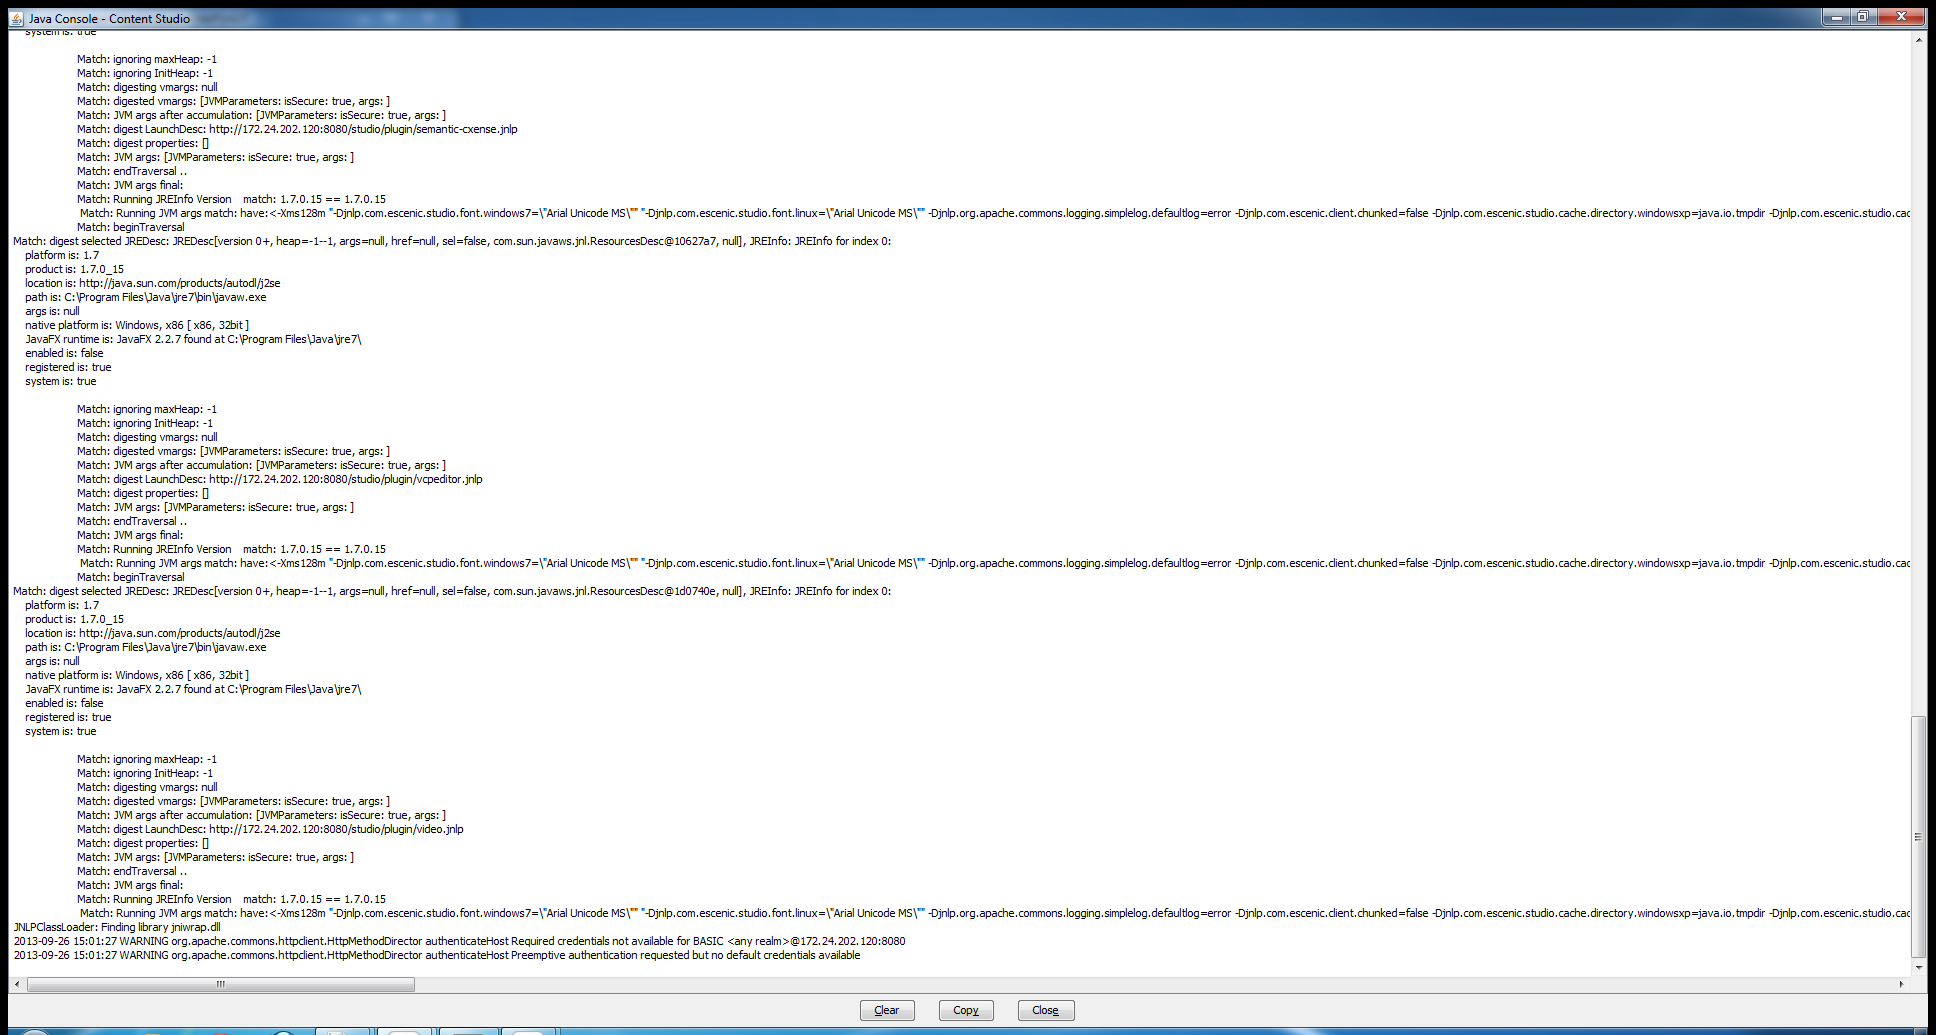 Java Console - Content Studio
system is: true
Match: ignoring maxHeap: -1
Match: ignoring InitHeap: -1
Match: digesting vmargs: null
Match: digested vmargs: [JVMParameters: isSecure: true, args: ]
Match: JVM args after accumulation: [JVMParameters: isSecure: true, args: ]
Match: digest LaunchDesc: http://172.24.202.120:8080/studio/plugin/semantic-cxense.jnlp
Match: digest properties: []
Match: JVM args: [JVMParameters: isSecure: true, args: ]
Match: endTraversal ..
Match: JVM args final:
Match: Running JREInfo Version    match: 1.7.0.15 == 1.7.0.15
Match: Running JVM args match: have:<-Xms128m "-Djnlp.com.escenic.studio.font.windows7=\"Arial Unicode MS\"" "-Djnlp.com.escenic.studio.font.linux=\"Arial Unicode MS\"" -Djnlp.org.apache.commons.logging.simplelog.defaultlog=error -Djnlp.com.escenic.client.chunked=false -Djnlp.com.escenic.studio.cache.directory.windowsxp=java.io.tmpdir -Djnlp.com.escenic.studio.cac
Match: beginTraversal
Match: digest selected JREDesc: JREDesc[version 0+, heap=-1--1, args=null, href=null, sel=false, com.sun.javaws.jnl.ResourcesDesc@10627a7, null], JREInfo: JREInfo for index 0:
platform is: 1.7
product is: 1.7.0_15
location is: http://java.sun.com/products/autodl/j2se
path is: C:\Program Files\Java\jre7\bin\javaw.exe
args is: null
native platform is: Windows, x86 [ x86, 32bit ]
JavaFX runtime is: JavaFX 2.2.7 found at C:\Program Files\Java\jre7\
enabled is: false
registered is: true
system is: true
Match: ignoring maxHeap: -1
Match: ignoring InitHeap: -1
Match: digesting vmargs: null
Match: digested vmargs: [JVMParameters: isSecure: true, args: ]
Match: JVM args after accumulation: [JVMParameters: isSecure: true, args: ]
Match: digest LaunchDesc: http://172.24.202.120:8080/studio/plugin/vcpeditor.jnlp
Match: digest properties: []
Match: JVM args: [JVMParameters: isSecure: true, args: ]
Match: endTraversal ..
Match: JVM args final:
Match: Running JREInfo Version    match: 1.7.0.15 == 1.7.0.15
Match: Running JVM args match: have:<-Xms128m "-Djnlp.com.escenic.studio.font.windows7=\"Arial Unicode MS\"" "-Djnlp.com.escenic.studio.font.linux=\"Arial Unicode MS\"" -Djnlp.org.apache.commons.logging.simplelog.defaultlog=error -Djnlp.com.escenic.client.chunked=false -Djnlp.com.escenic.studio.cache.directory.windowsxp=java.io.tmpdir -Djnlp.com.escenic.studio.cac
Match: beginTraversal
Match: digest selected JREDesc: JREDesc[version 0+, heap=-1--1, args=null, href=null, sel=false, com.sun.javaws.jnl.ResourcesDesc@1d0740e, null], JREInfo: JREInfo for index 0:
platform is: 1.7
product is: 1.7.0_15
location is: http://java.sun.com/products/autodl/j2se
path is: C:\Program Files\Java\jre7\bin\javaw.exe
args is: null
native platform is: Windows, x86 [ x86, 32bit ]
JavaFX runtime is: JavaFX 2.2.7 found at C:\Program Files\Java\jre7\
enabled is: false
registered is: true
system is: true
Match: ignoring maxHeap: -1
Match: ignoring InitHeap: -1
Match: digesting vmargs: null
Match: digested vmargs: [JVMParameters: isSecure: true, args: ]
Match: JVM args after accumulation: [JVMParameters: isSecure: true, args: ]
Match: digest LaunchDesc: http://172.24.202.120:8080/studio/plugin/video.jnlp
Match: digest properties: []
Match: JVM args: [JVMParameters: isSecure: true, args: ]
Match: endTraversal ..
Match: JVM args final:
Match: Running JREInfo Version    match: 1.7.0.15 == 1.7.0.15
Match: Running JVM args match: have:<-Xms128m "-Djnlp.com.escenic.studio.font.windows7=\"Arial Unicode MS\"" "-Djnlp.com.escenic.studio.font.linux=\"Arial Unicode MS\"" -Djnlp.org.apache.commons.logging.simplelog.defaultlog=error -Djnlp.com.escenic.client.chunked=false -Djnlp.com.escenic.studio.cache.directory.windowsxp=java.io.tmpdir -Djnlp.com.escenic.studio.cac
JNLPClassLoader: Finding library jniwrap.dll
2013-09-26 15:01:27 WARNING org.apache.commons.httpclient.HttpMethodDirector authenticateHost Required credentials not available for BASIC <any realm>@172.24.202.120:8080
2013-09-26 15:01:27 WARNING org.apache.commons.httpclient.HttpMethodDirector authenticateHost Preemptive authentication requested but no default credentials available
Clear Copy Close